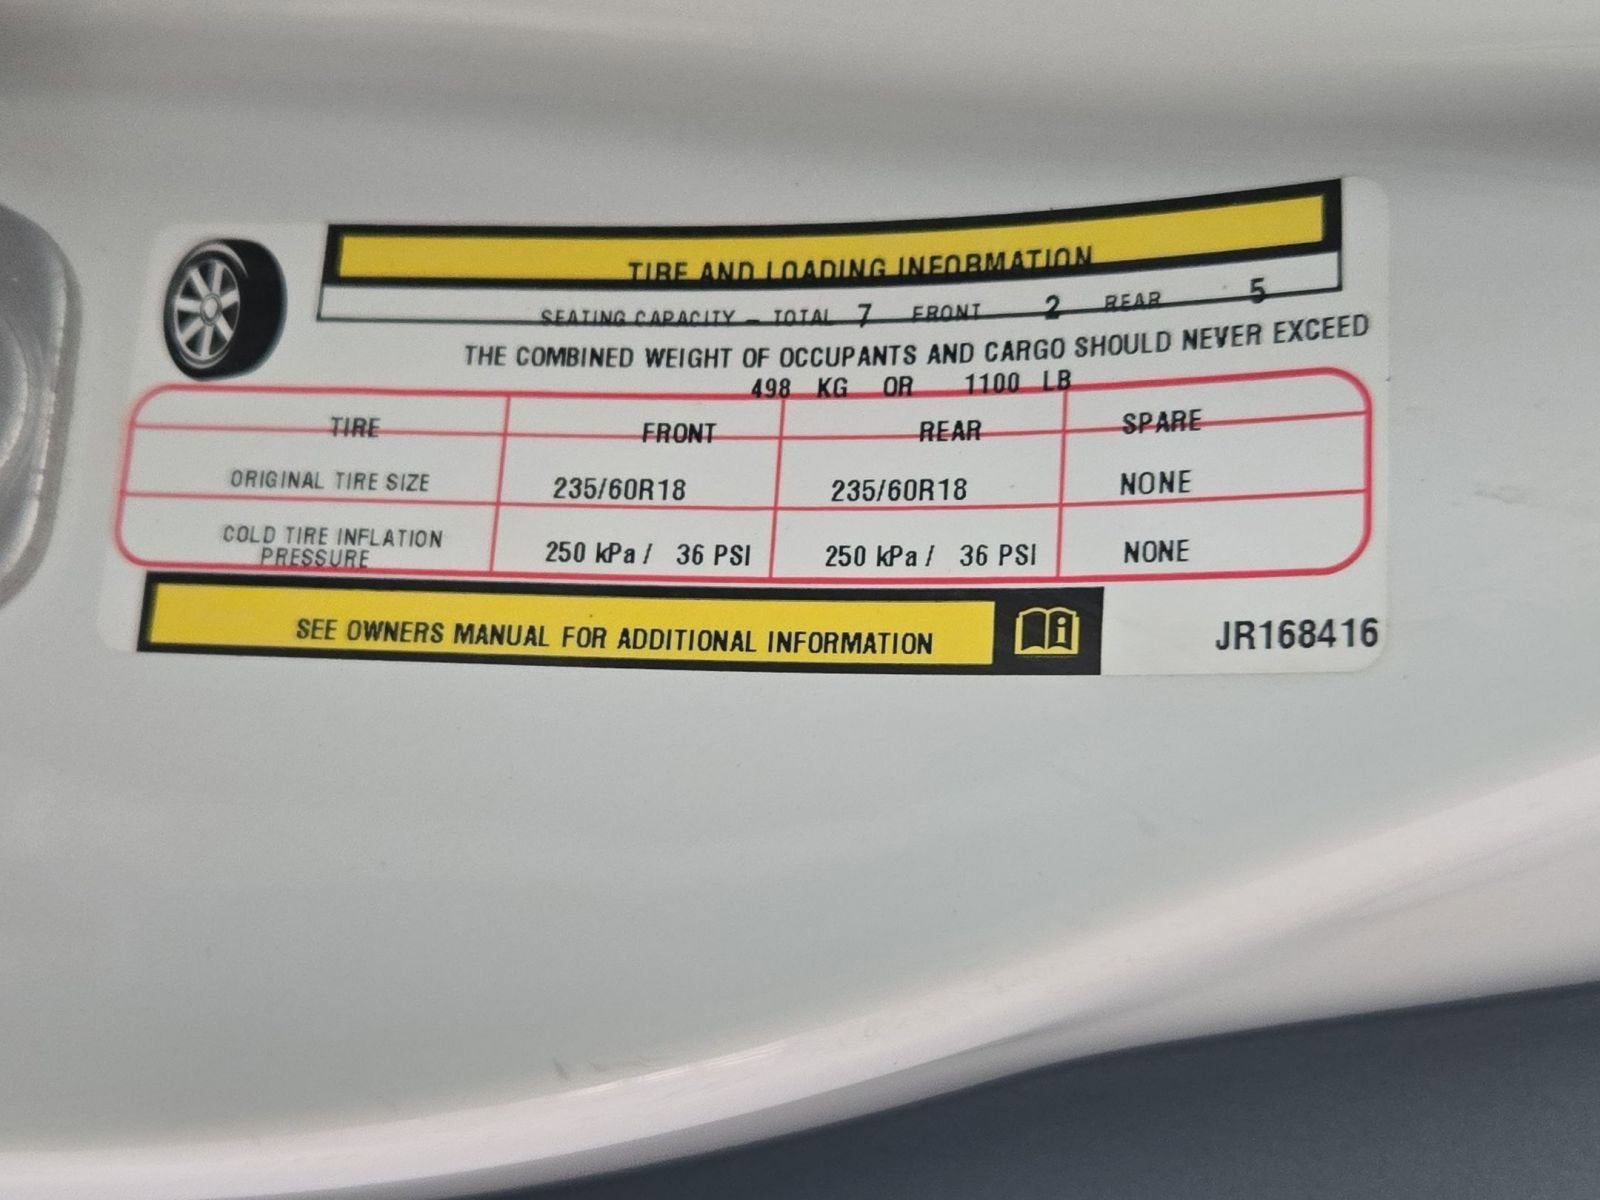 TIRE AND LOADING INFORMATION
SEATING CAPACITY – TOTAL 7 FRONT 2 REAR 5
THE COMBINED WEIGHT OF OCCUPANTS AND CARGO SHOULD NEVER EXCEED
498 KG OR 1100 LB
TIRE FRONT REAR SPARE
ORIGINAL TIRE SIZE 235/60R18 235/60R18 NONE
COLD TIRE INFLATION
PRESSURE 250 kPa / 36 PSI 250 kPa / 36 PSI NONE
SEE OWNERS MANUAL FOR ADDITIONAL INFORMATION
JR168416